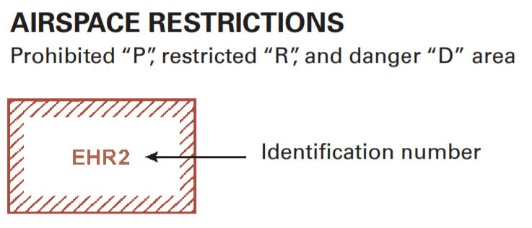 AIRSPACE RESTRICTIONS
Prohibited “P”, restricted “R”, and danger “D” area
EHR2
Identification number